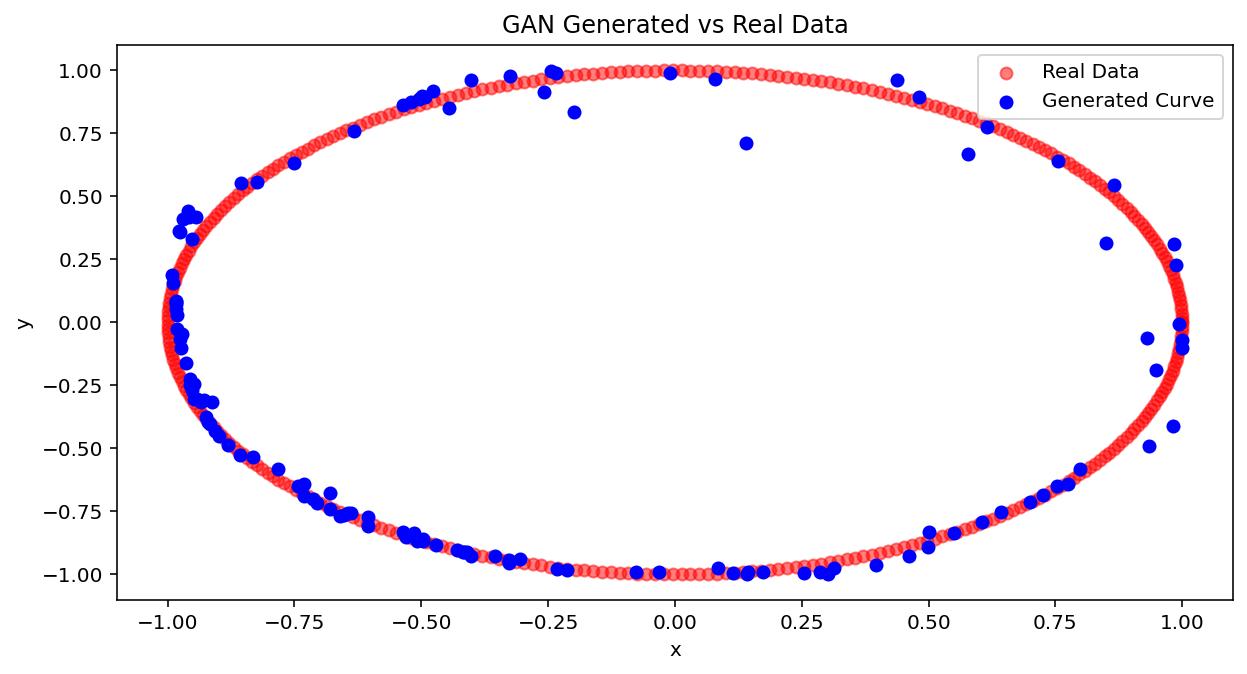 GAN Generated vs Real Data
Real Data
Generated Curve
1.00
0.75
0.50
0.25
0.00
−0.25
−0.50
−0.75
−1.00
y
−1.00 −0.75 −0.50 −0.25 0.00 0.25 0.50 0.75 1.00
x